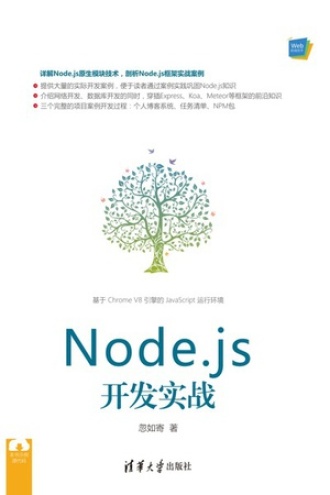 详解Node.js原生模块技术，剖析Node.js框架实战案例
提供大量的实际开发案例，便于读者通过案例实践巩固Node.js知识
介绍网络开发、数据库开发的同时，穿插Express、Koa、Meteor等框架的前沿知识
三个完整的项目案例开发过程：个人博客系统、任务清单、NPM包
Web
基于 Chrome V8 引擎的 JavaScript 运行环境
Node.js
开发实战
忽如寄 著
清华大学出版社